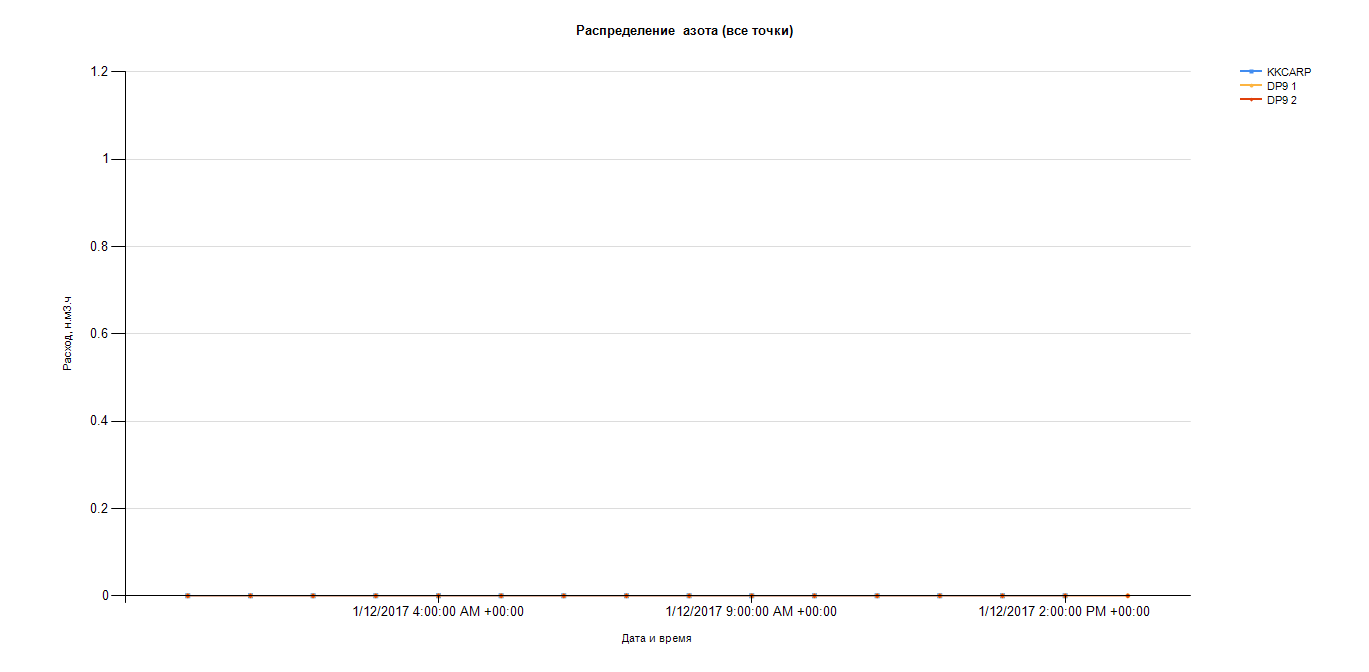 Распределение  азота (все точки)
1.2
1
0.8
0.6
0.4
0.2
0
Расход, н.м3.ч
1/12/2017 4:00:00 AM +00:00
1/12/2017 9:00:00 AM +00:00
1/12/2017 2:00:00 PM +00:00
Дата и время
KKCARP
DP9 1
DP9 2